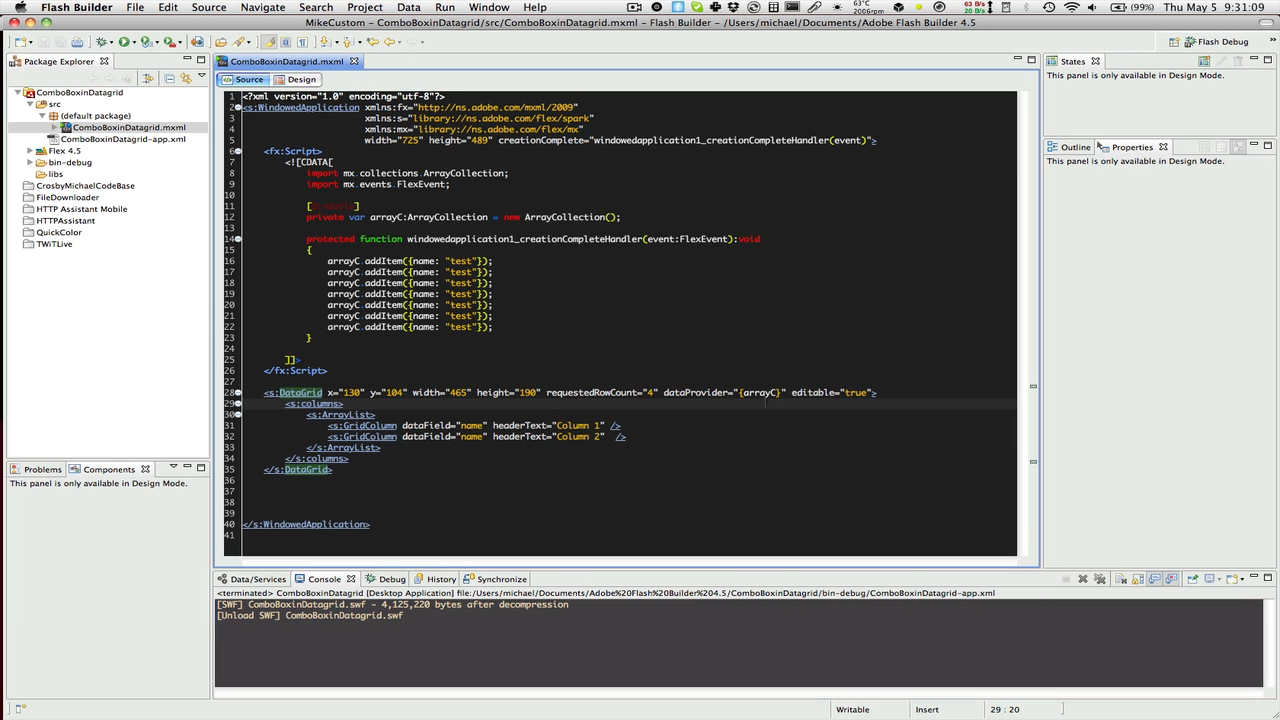 Flash Builder File Edit Source Navigate Search Project Data Run Window Help 63°C 2006rpm (99%) Thu May 5 9:31:09
MikeCustom - ComboBoxinDatagrid/src/ComboBoxinDatagrid.mxml - Flash Builder - /Users/michael/Documents/Adobe Flash Builder 4.5
Flash Debug
Package Explorer
ComboBoxinDatagrid
src
(default package)
ComboBoxinDatagrid.mxml
ComboBoxinDatagrid-app.xml
Flex 4.5
bin-debug
libs
CrosbyMichaelCodeBase
FileDownloader
HTTP Assistant Mobile
HTTPAssistant
QuickColor
TWiTLive
Problems Components
This panel is only available in Design Mode.
ComboBoxinDatagrid.mxml
Source Design
1 <?xml version="1.0" encoding="utf-8"?>
2 <s:WindowedApplication xmlns:fx="http://ns.adobe.com/mxml/2009"
3 xmlns:s="library://ns.adobe.com/flex/spark"
4 xmlns:mx="library://ns.adobe.com/flex/mx"
5 width="725" height="489" creationComplete="windowedapplication1_creationCompleteHandler(event)">
6 <fx:Script>
7 <![CDATA[
8 import mx.collections.ArrayCollection;
9 import mx.events.FlexEvent;
10
11 [Bindable]
12 private var arrayC:ArrayCollection = new ArrayCollection();
13
14 protected function windowedapplication1_creationCompleteHandler(event:FlexEvent):void
15 {
16 arrayC.addItem({name: "test"});
17 arrayC.addItem({name: "test"});
18 arrayC.addItem({name: "test"});
19 arrayC.addItem({name: "test"});
20 arrayC.addItem({name: "test"});
21 arrayC.addItem({name: "test"});
22 arrayC.addItem({name: "test"});
23 }
24
25 ]]>
26 </fx:Script>
27
28 <s:DataGrid x="130" y="104" width="465" height="190" requestedRowCount="4" dataProvider="{arrayC}" editable="true">
29 <s:columns>
30 <s:ArrayList>
31 <s:GridColumn dataField="name" headerText="Column 1" />
32 <s:GridColumn dataField="name" headerText="Column 2" />
33 </s:ArrayList>
34 </s:columns>
35 </s:DataGrid>
36
37
38
39
40 </s:WindowedApplication>
41
States
This panel is only available in Design Mode.
Outline Properties
This panel is only available in Design Mode.
Data/Services Console Debug History Synchronize
<terminated> ComboBoxinDatagrid [Desktop Application] file:/Users/michael/Documents/Adobe%20Flash%20Builder%204.5/ComboBoxinDatagrid/bin-debug/ComboBoxinDatagrid-app.xml
[SWF] ComboBoxinDatagrid.swf - 4,125,220 bytes after decompression
[Unload SWF] ComboBoxinDatagrid.swf
Writable Insert 29 : 20